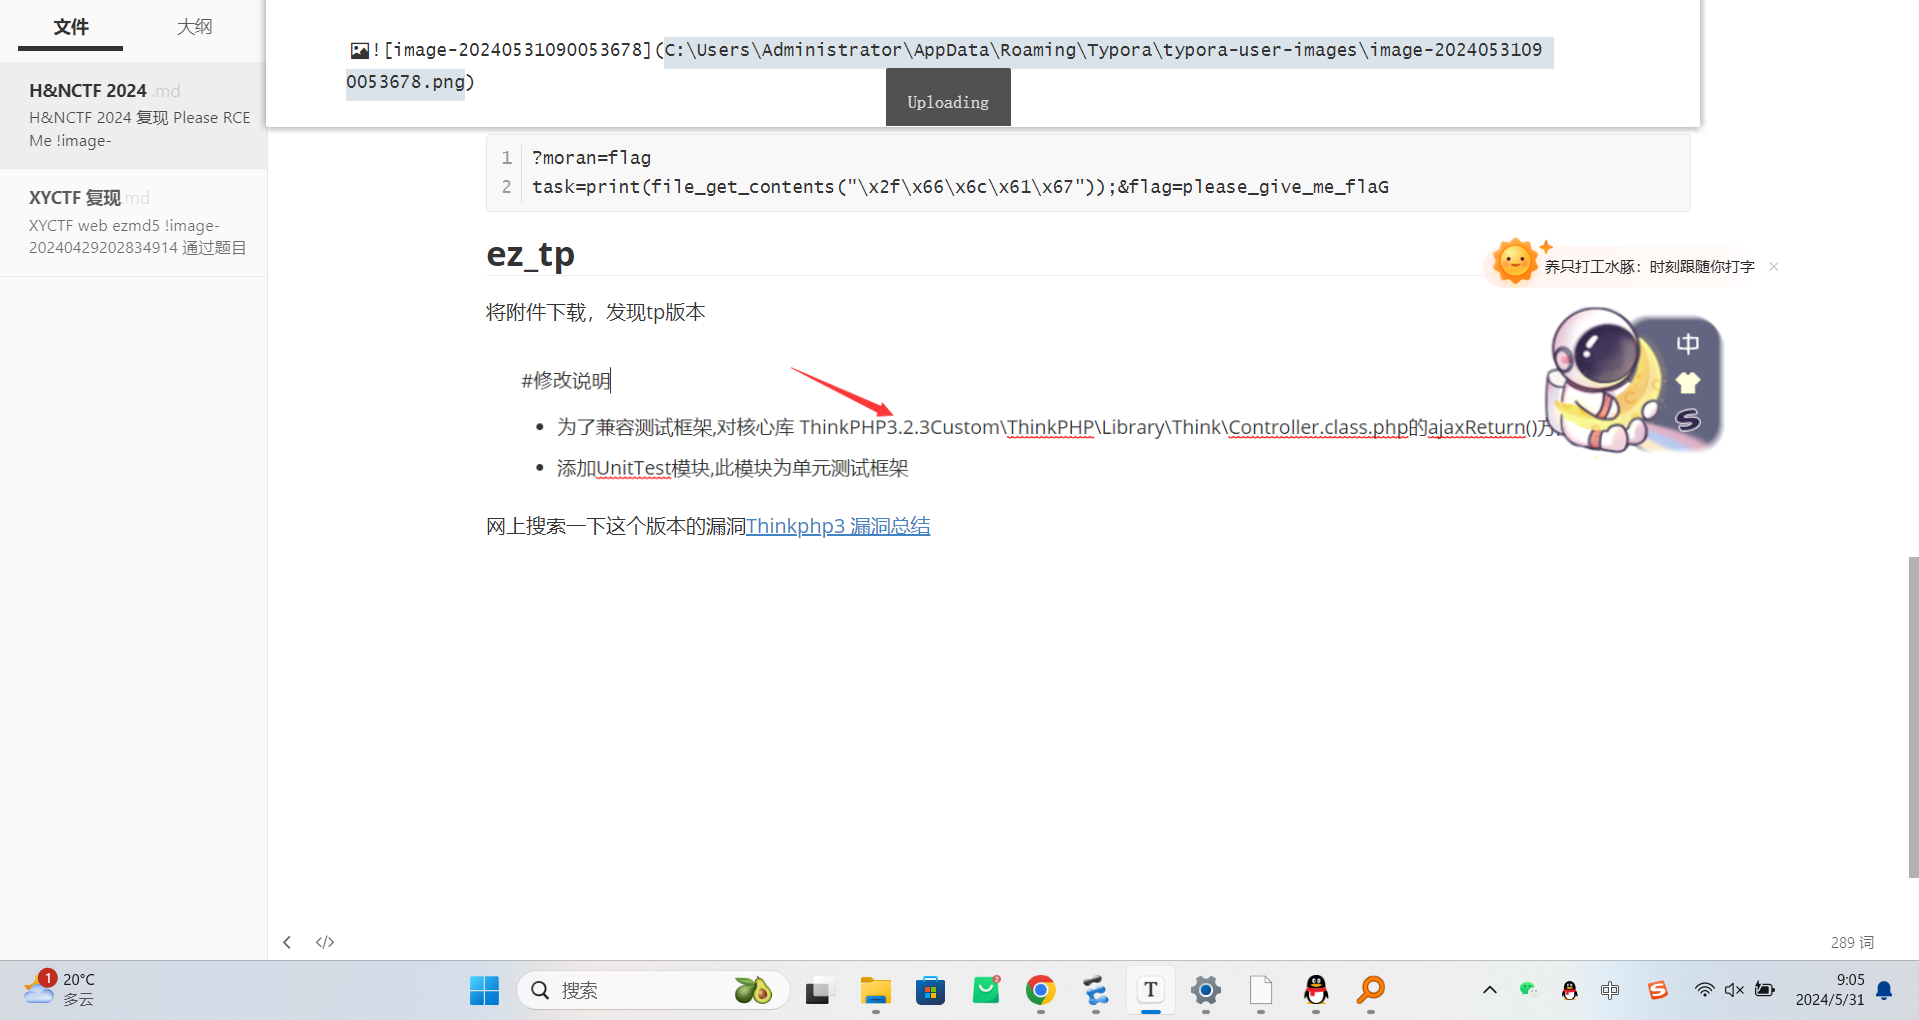 文件
大纲
H&NCTF 2024 .md
H&NCTF 2024 复现 Please RCE
Me !image-
XYCTF 复现.md
XYCTF web ezmd5 !image-
20240429202834914 通过题目
![image-20240531090053678](C:\Users\Administrator\AppData\Roaming\Typora\typora-user-images\image-2024053109
0053678.png)
Uploading
1 ?moran=flag
2 task=print(file_get_contents("\x2f\x66\x6c\x61\x67"));&flag=please_give_me_flaG
ez_tp
养只打工水豚：时刻跟随你打字
将附件下载，发现tp版本
中
#修改说明
• 为了兼容测试框架,对核心库 ThinkPHP3.2.3Custom\ThinkPHP\Library\Think\Controller.class.php的ajaxReturn()方
• 添加UnitTest模块,此模块为单元测试框架
S
网上搜索一下这个版本的漏洞Thinkphp3 漏洞总结
</>
289 词
1
20°C
多云
搜索
2
T
中
S
9:05
2024/5/31